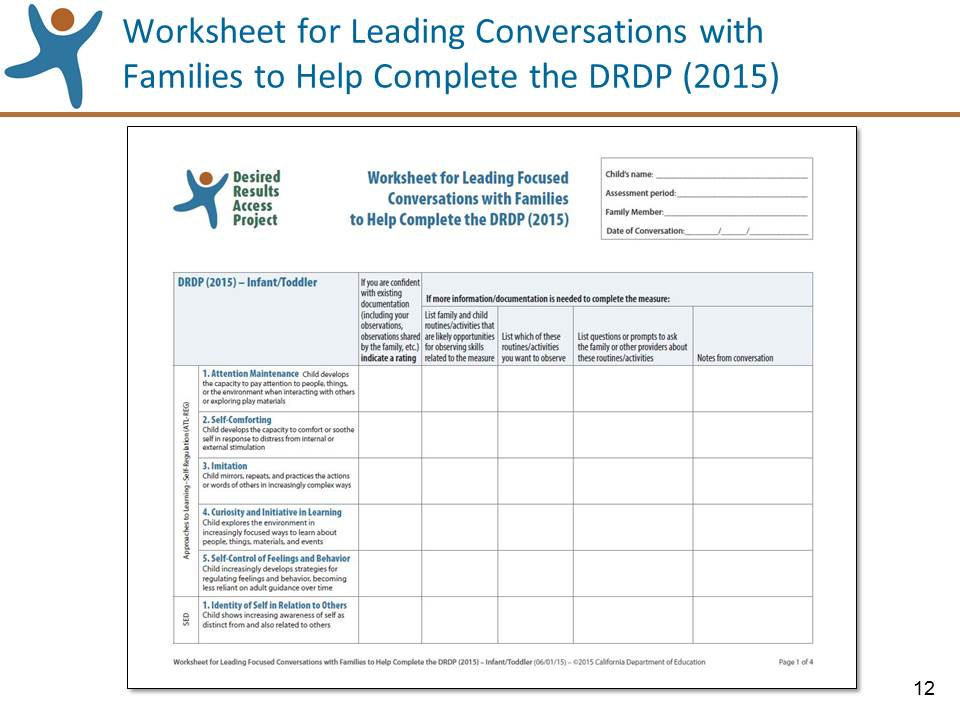 Worksheet for Leading Conversations with
Families to Help Complete the DRDP (2015)
Desired
Results
Access
Project
Worksheet for Leading Focused
Conversations with Families
to Help Complete the DRDP (2015)
Child's name: ____________________
Assessment period:____________________
Family Member:____________________
Date of Conversation:________/______/______________
DRDP (2015) – Infant/Toddler
If you are confident
with existing
documentation
(including your
observations,
observations shared
by the family, etc.)
indicate a rating
If more information/documentation is needed to complete the measure:
List family and child
routines/activities that
are likely opportunities
for observing skills
related to the measure
List which of these
routines/activities
you want to observe
List questions or prompts to ask
the family or other providers about
these routines/activities
Notes from conversation
Approaches to Learning–Self-Regulation (ATL-REG)
1. Attention Maintenance Child develops
the capacity to pay attention to people, things,
or the environment when interacting with others
or exploring play materials
2. Self-Comforting
Child develops the capacity to comfort or soothe
self in response to distress from internal or
external stimulation
3. Imitation
Child mirrors, repeats, and practices the actions
or words of others in increasingly complex ways
4. Curiosity and Initiative in Learning
Child explores the environment in
increasingly focused ways to learn about
people, things, materials, and events
5. Self-Control of Feelings and Behavior
Child increasingly develops strategies for
regulating feelings and behavior, becoming
less reliant on adult guidance over time
SED
1. Identity of Self in Relation to Others
Child shows increasing awareness of self as
distinct from and also related to others
Worksheet for Leading Focused Conversations with Families to Help Complete the DRDP (2015) – Infant/Toddler (06/01/15) – ©2015 California Department of Education
Page 1 of 4
12